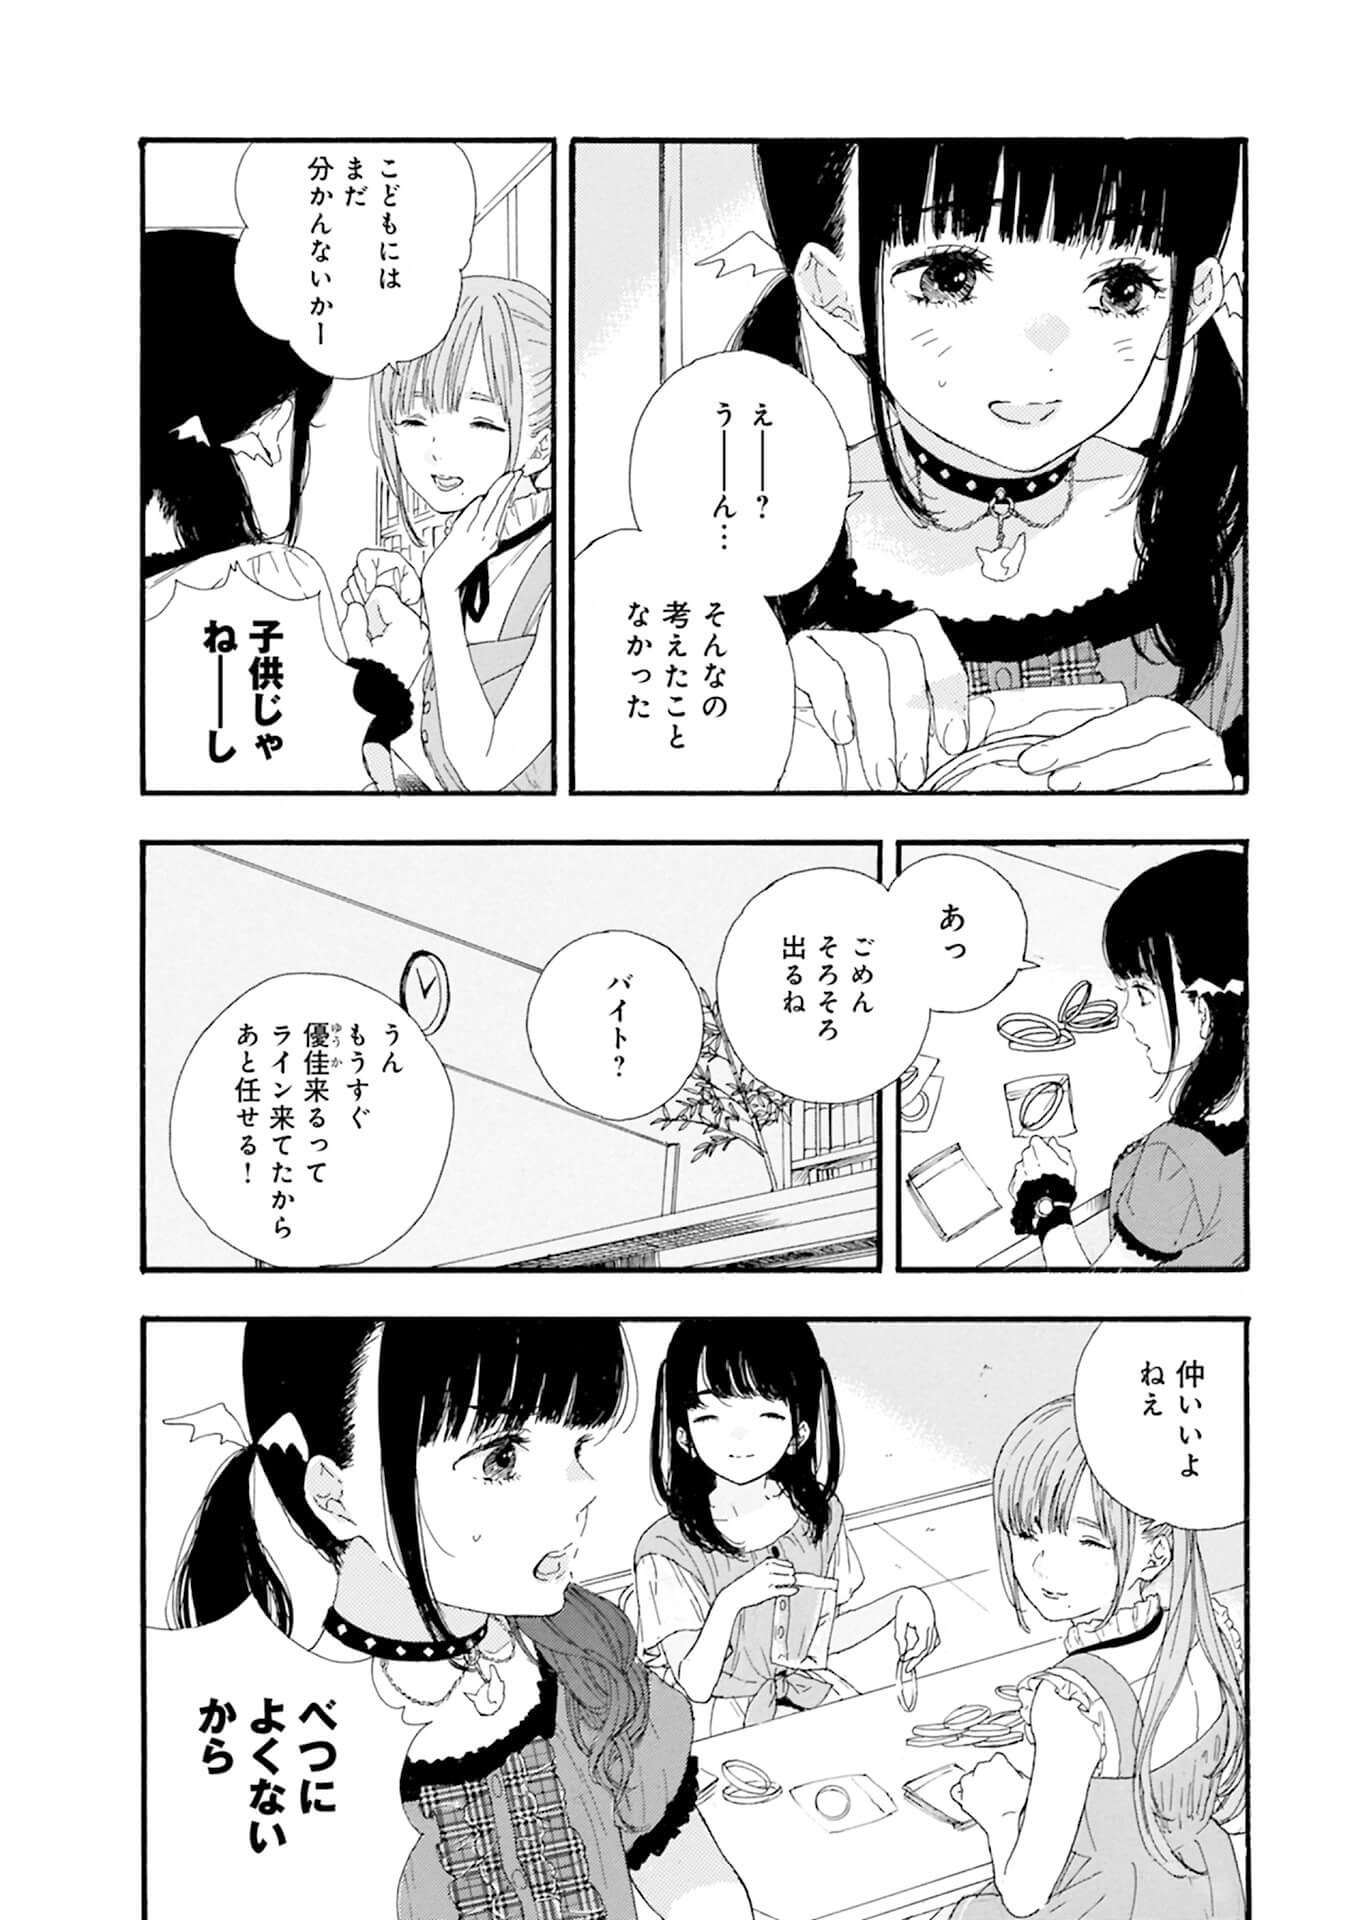 え——？
う——ん…
そんなの
考えたこと
なかった
こどもには
まだ
分かんないかー
子供じゃ
ねーーし
あっ
ごめん
そろそろ
出るね
バイト？
うん
もうすぐ
優佳来るって
ゆうか
ライン来てたから
あと任せる！
仲いいよ
ねえ
べつに
よくない
から